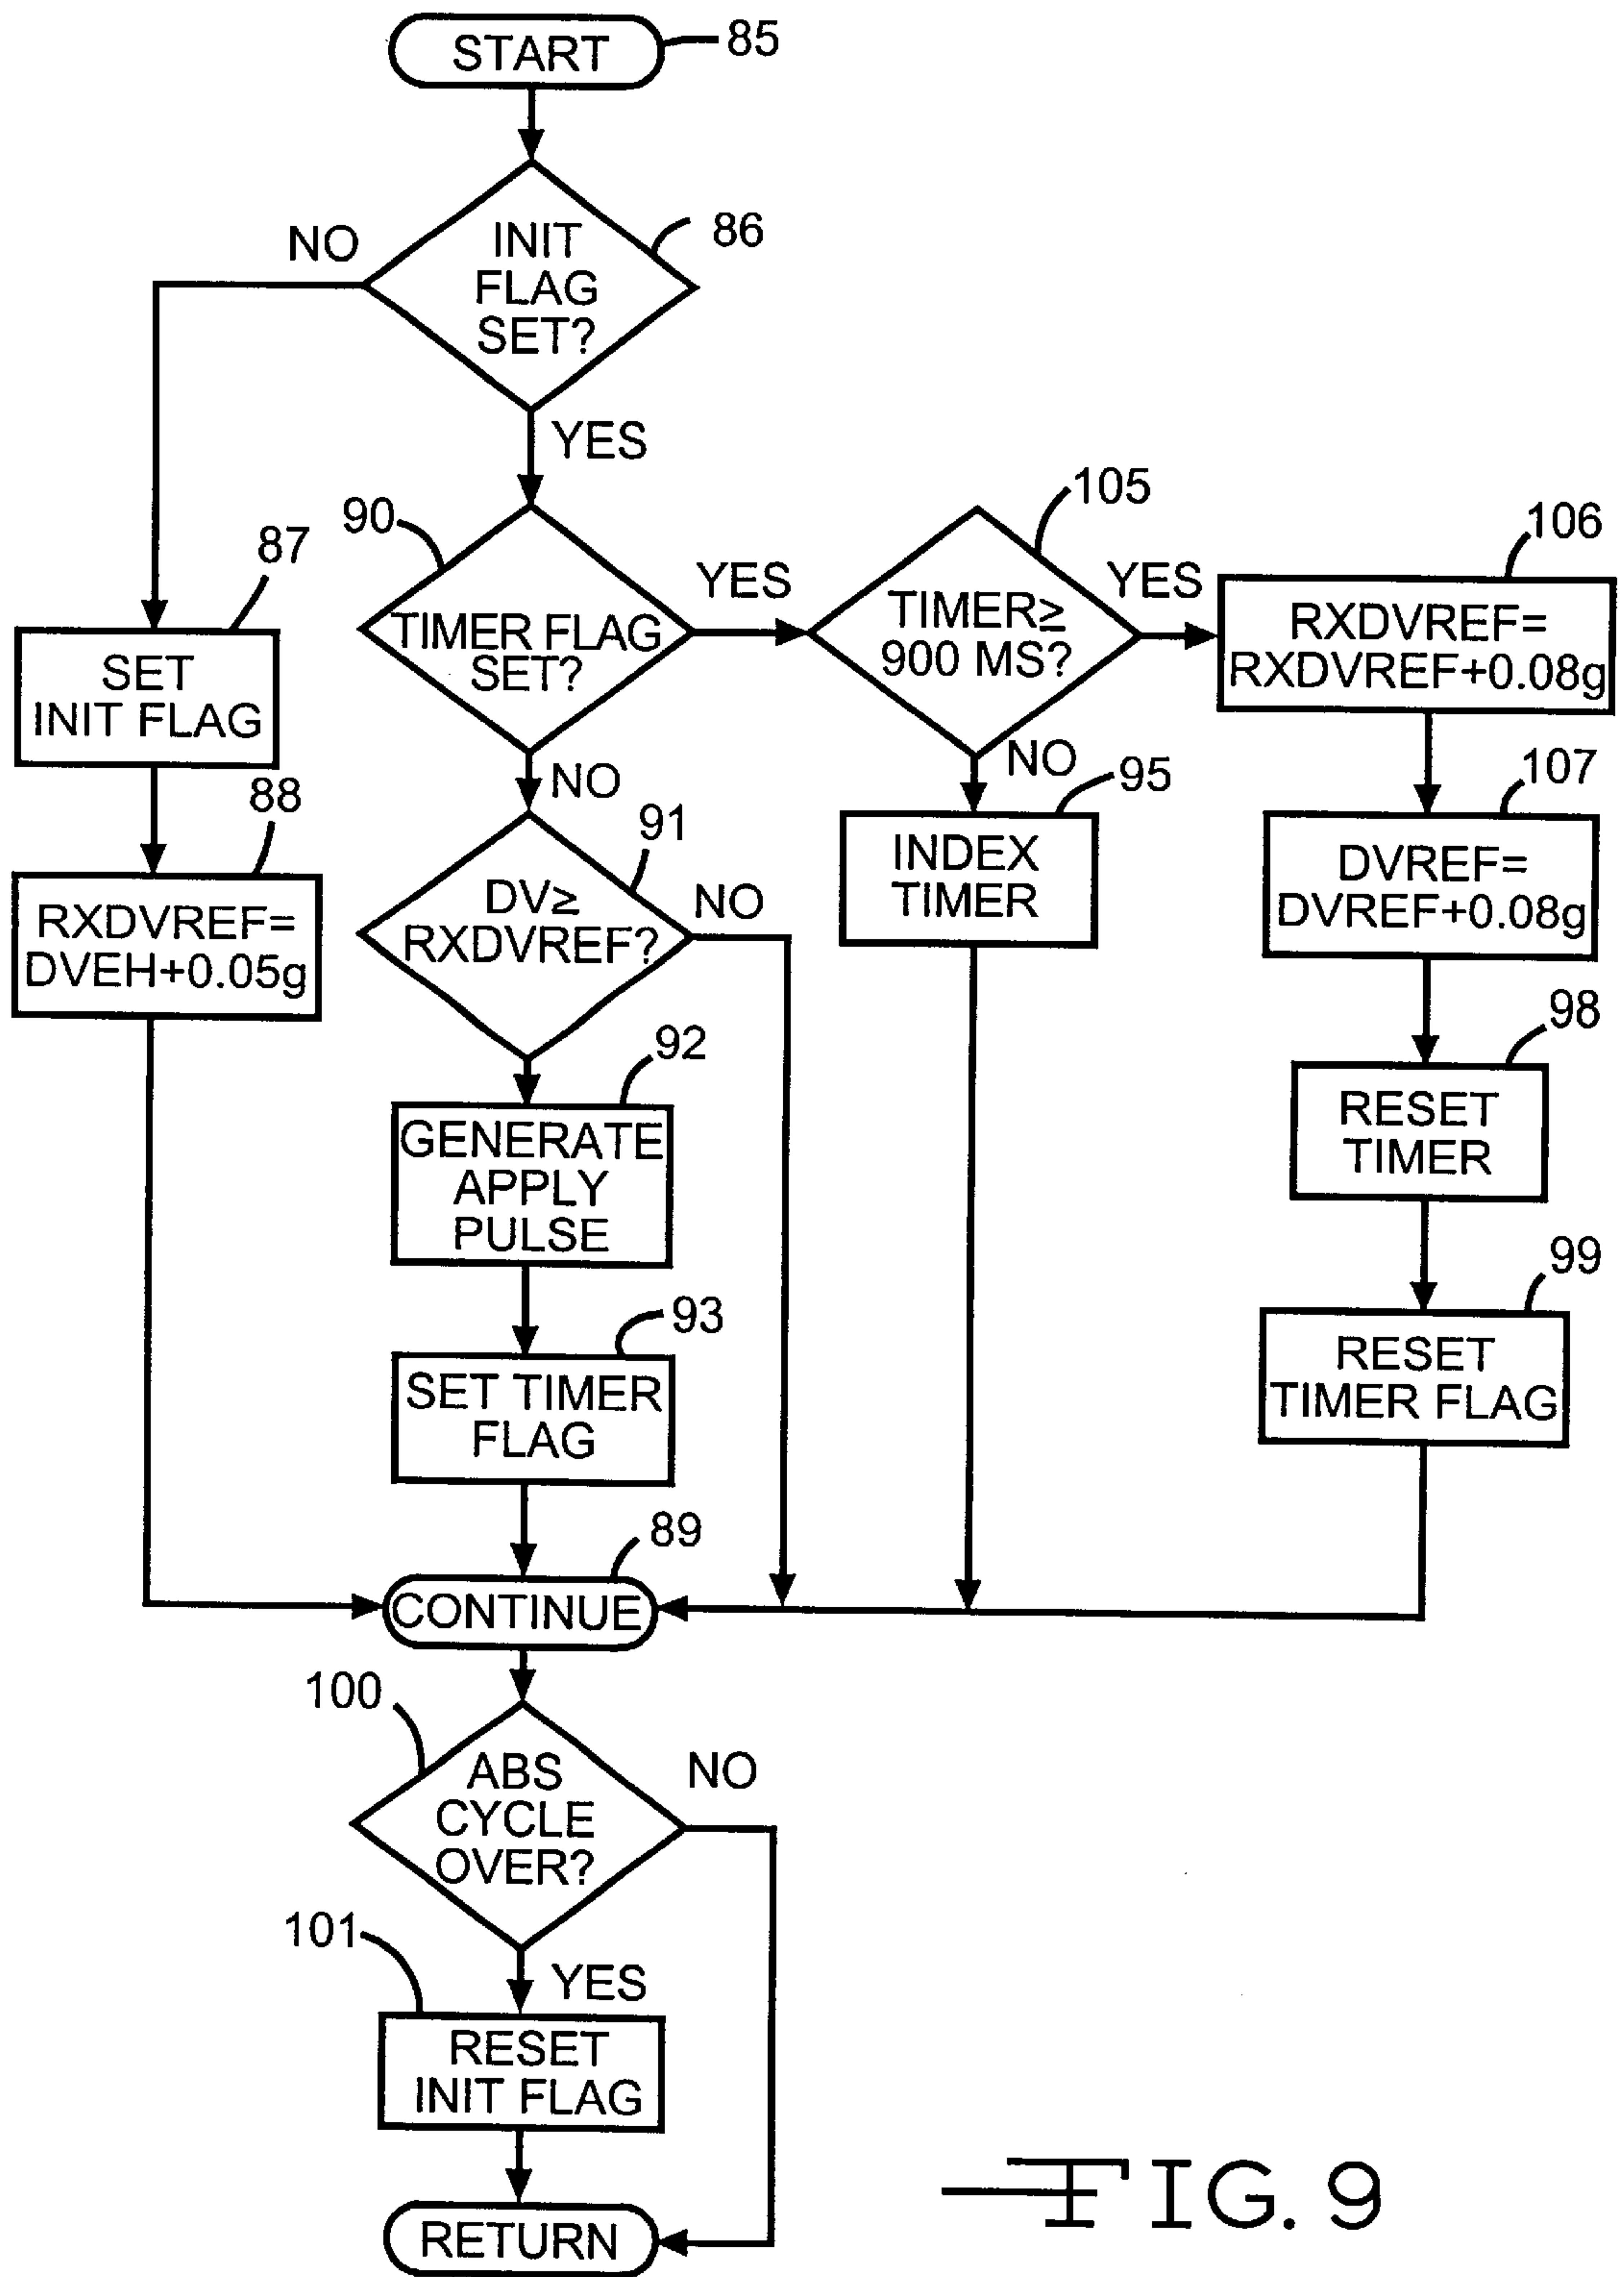 START
85
INIT
FLAG
SET?
86
NO
YES
87
SET
INIT FLAG
88
RXDVREF=
DVEH+0.05g
90
TIMER FLAG
SET?
YES
NO
105
TIMER≥
900 MS?
YES
NO
106
RXDVREF=
RXDVREF+0.08g
107
DVREF=
DVREF+0.08g
95
INDEX
TIMER
91
DV≥
RXDVREF?
NO
92
GENERATE
APPLY
PULSE
98
RESET
TIMER
93
SET TIMER
FLAG
99
RESET
TIMER FLAG
89
CONTINUE
100
ABS
CYCLE
OVER?
NO
YES
101
RESET
INIT FLAG
RETURN
FIG. 9